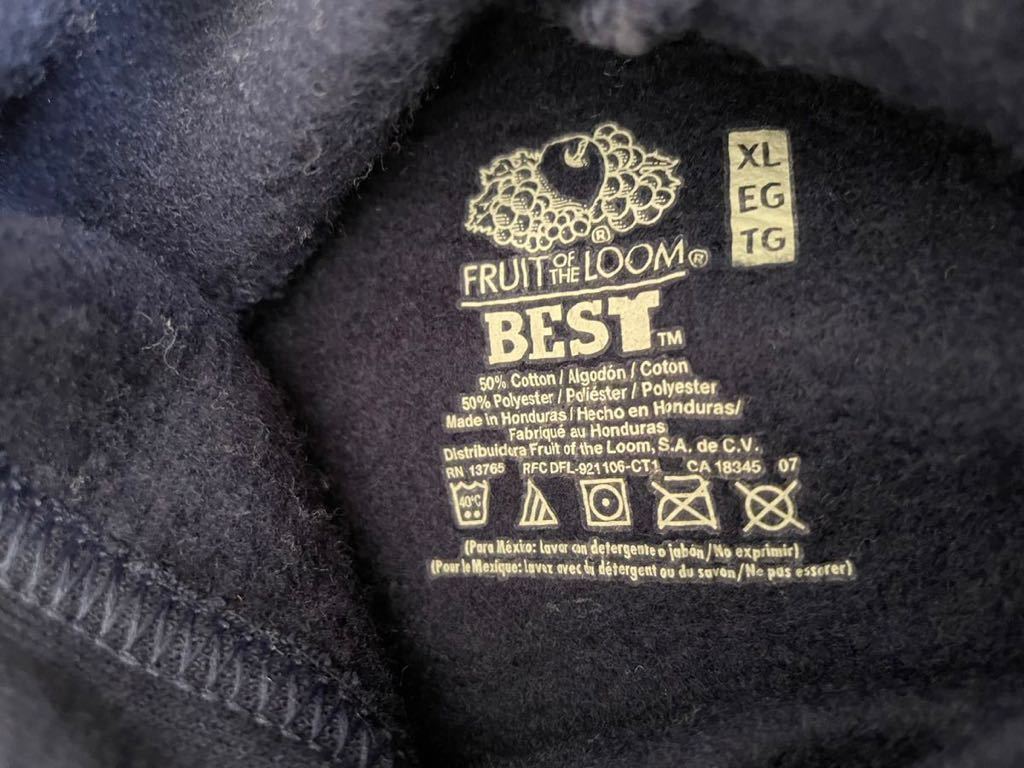 XL
EG
TG
FRUIT OF THE LOOM®
BEST™
50% Cotton / Algodón / Coton
50% Polyester / Poliéster / Polyester
Made in Honduras / Hecho en Honduras/
Fabriqué au Honduras
Distribuidora Fruit of the Loom, S.A. de C.V.
RN 13765 RFC DFL-921106-CT1 CA 18345 07
40°C
(Para México: lavar con detergente o jabón/No exprimir)
(Pour le Mexique: lavez avec du détergent ou du savon/Ne pas essorer)